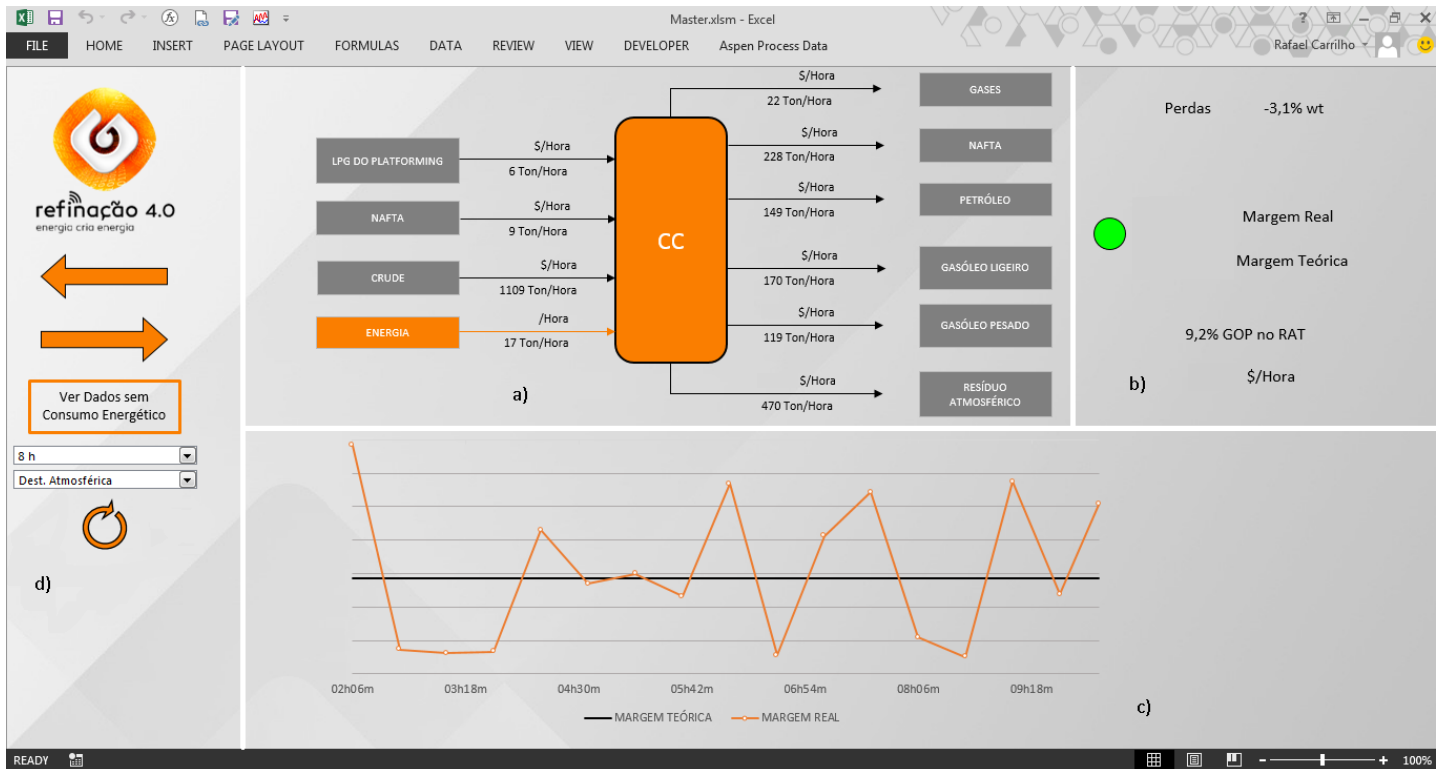 Master.xlsm - Excel
FILE HOME INSERT PAGE LAYOUT FORMULAS DATA REVIEW VIEW DEVELOPER Aspen Process Data
Rafael Carrilho
refinação 4.0
energia cria energia
Ver Dados sem
Consumo Energético
8 h
Dest. Atmosférica
d)
LPG DO PLATFORMING
$/Hora
6 Ton/Hora
NAFTA
$/Hora
9 Ton/Hora
CRUDE
$/Hora
1109 Ton/Hora
ENERGIA
/Hora
17 Ton/Hora
CC
$/Hora
22 Ton/Hora
GASES
$/Hora
228 Ton/Hora
NAFTA
$/Hora
149 Ton/Hora
PETRÓLEO
$/Hora
170 Ton/Hora
GASÓLEO LIGEIRO
$/Hora
119 Ton/Hora
GASÓLEO PESADO
$/Hora
470 Ton/Hora
RESÍDUO
ATMOSFÉRICO
a)
Perdas -3,1% wt
Margem Real
Margem Teórica
9,2% GOP no RAT
$/Hora
b)
02h06m 03h18m 04h30m 05h42m 06h54m 08h06m 09h18m
MARGEM TEÓRICA MARGEM REAL
c)
READY
100%